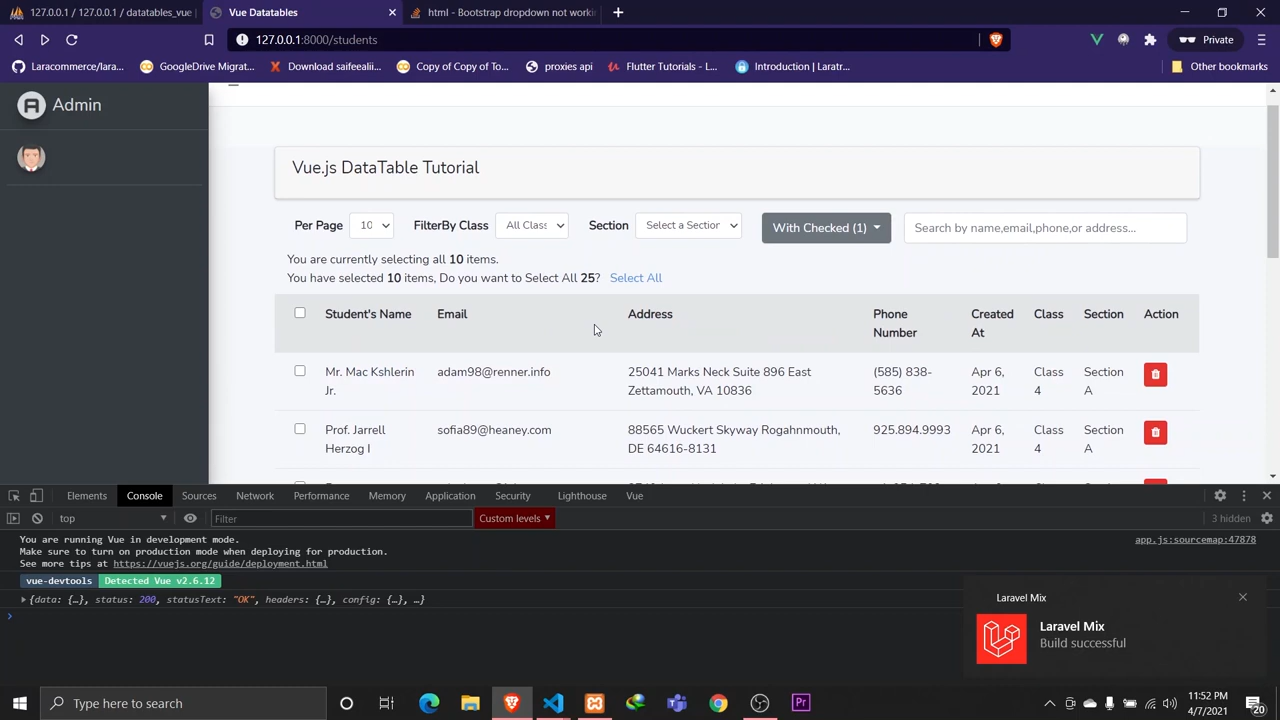 127.0.0.1 / 127.0.0.1 / datatables_vue
Vue Datatables
html - Bootstrap dropdown not worki
127.0.0.1:8000/students
Private
Laracommerce/lara...
GoogleDrive Migrat...
Download saifeealii...
Copy of Copy of To...
proxies api
Flutter Tutorials - L...
Introduction | Laratr...
Other bookmarks
Admin
Vue.js DataTable Tutorial
Per Page
10
FilterBy Class
All Class
Section
Select a Section
With Checked (1)
Search by name,email,phone,or address...
You are currently selecting all 10 items.
You have selected 10 items, Do you want to Select All 25? Select All
Student's Name Email Address Phone Number Created At Class Section Action
Mr. Mac Kshlerin Jr. adam98@renner.info 25041 Marks Neck Suite 896 East Zettamouth, VA 10836 (585) 838-5636 Apr 6, 2021 Class 4 Section A
Prof. Jarrell Herzog I sofia89@heaney.com 88565 Wuckert Skyway Rogahnmouth, DE 64616-8131 925.894.9993 Apr 6, 2021 Class 4 Section A
Elements Console Sources Network Performance Memory Application Security Lighthouse Vue
top
Filter
Custom levels
3 hidden
You are running Vue in development mode.
app.js:sourcemap:47878
Make sure to turn on production mode when deploying for production.
See more tips at https://vuejs.org/guide/deployment.html
vue-devtools Detected Vue v2.6.12
{data: {…}, status: 200, statusText: "OK", headers: {…}, config: {…}, …}
Laravel Mix
Laravel Mix
Build successful
Type here to search
11:52 PM
4/7/2021
20